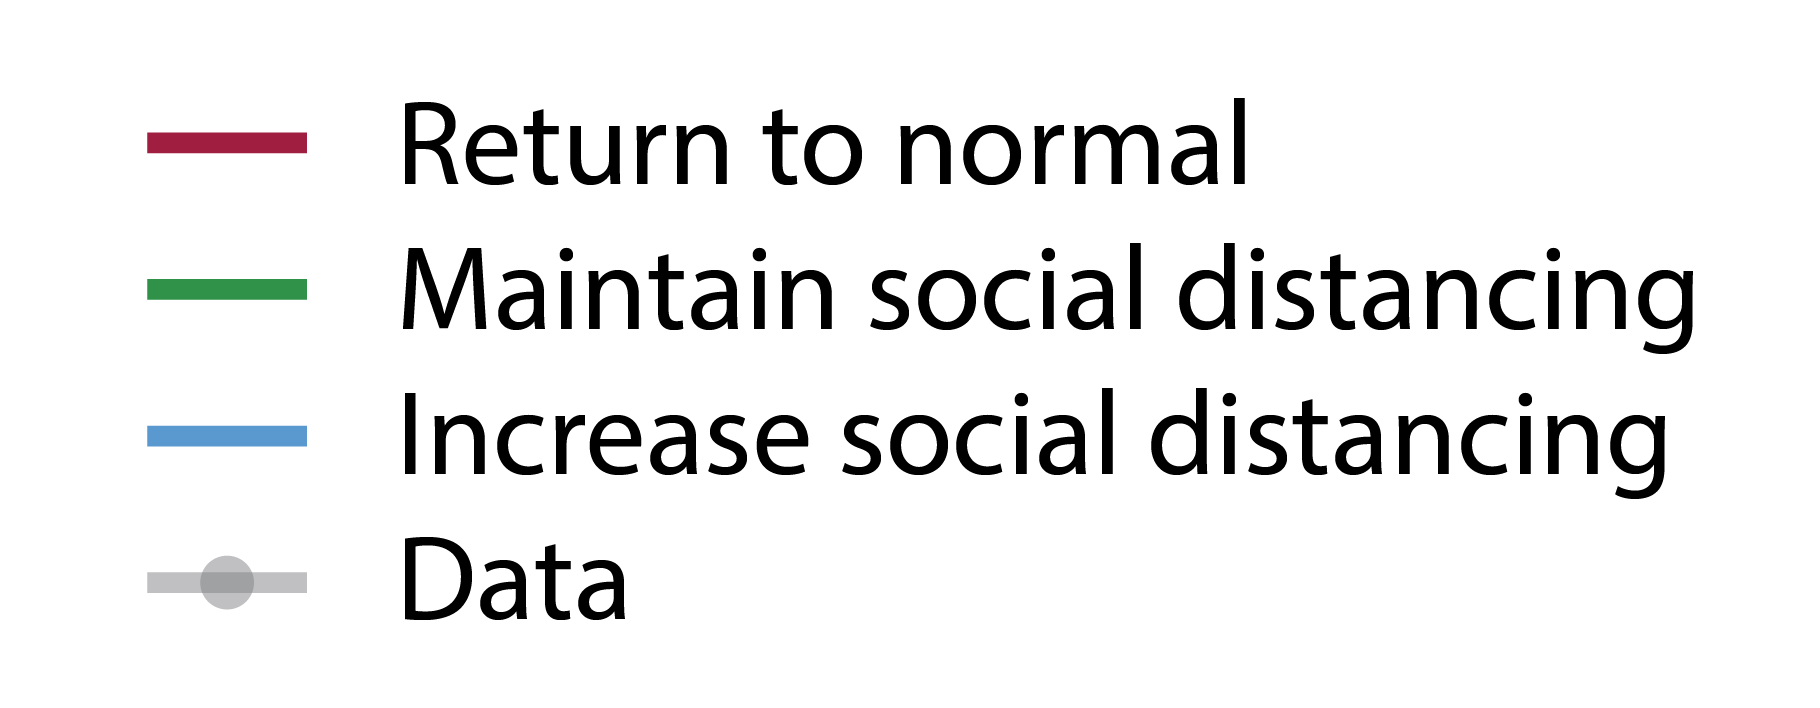 Return to normal
Maintain social distancing
Increase social distancing
Data